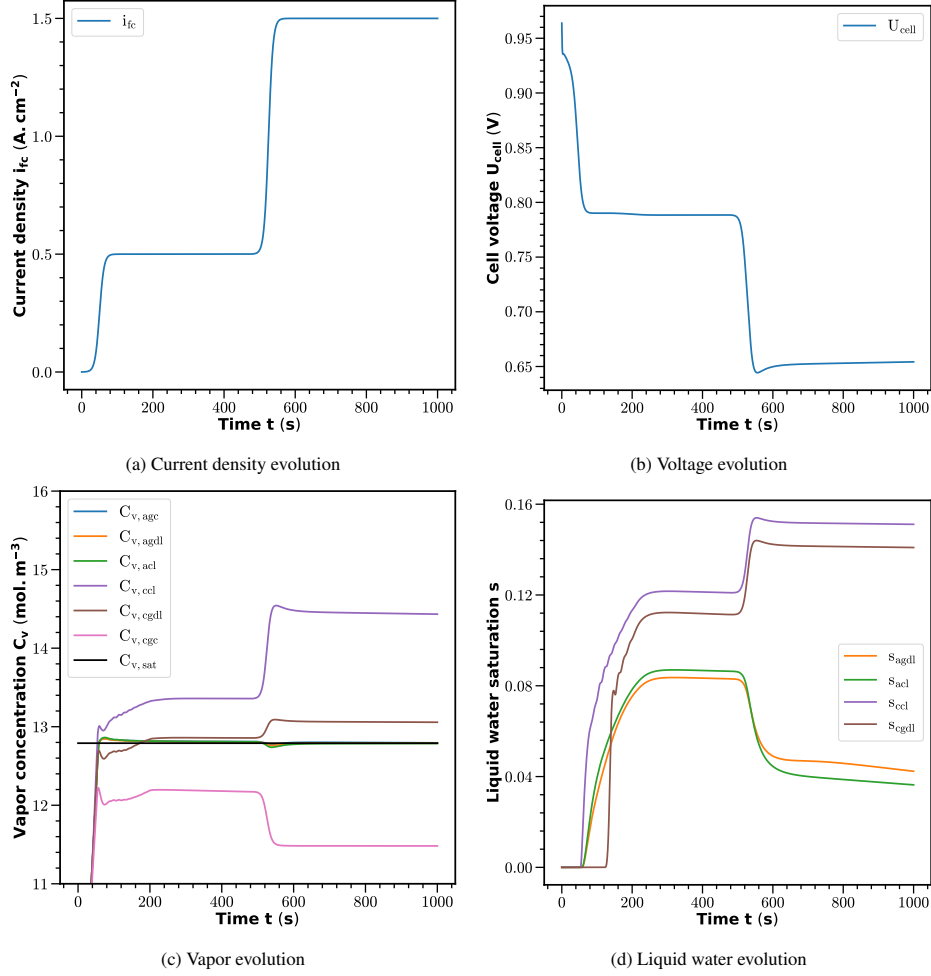 1.5
1.0
0.5
0.0
Current density i_fc (A. cm⁻²)
i_fc
0 200 400 600 800 1000
Time t (s)
(a) Current density evolution
0.95
0.90
0.85
0.80
0.75
0.70
0.65
Cell voltage U_cell (V)
U_cell
0 200 400 600 800 1000
Time t (s)
(b) Voltage evolution
16
15
14
13
12
11
Vapor concentration C_v (mol. m⁻³)
C_v, agc
C_v, agdl
C_v, acl
C_v, ccl
C_v, cgdl
C_v, cgc
C_v, sat
0 200 400 600 800 1000
Time t (s)
(c) Vapor evolution
0.16
0.12
0.08
0.04
0.00
Liquid water saturation s
s_agdl
s_acl
s_ccl
s_cgdl
0 200 400 600 800 1000
Time t (s)
(d) Liquid water evolution